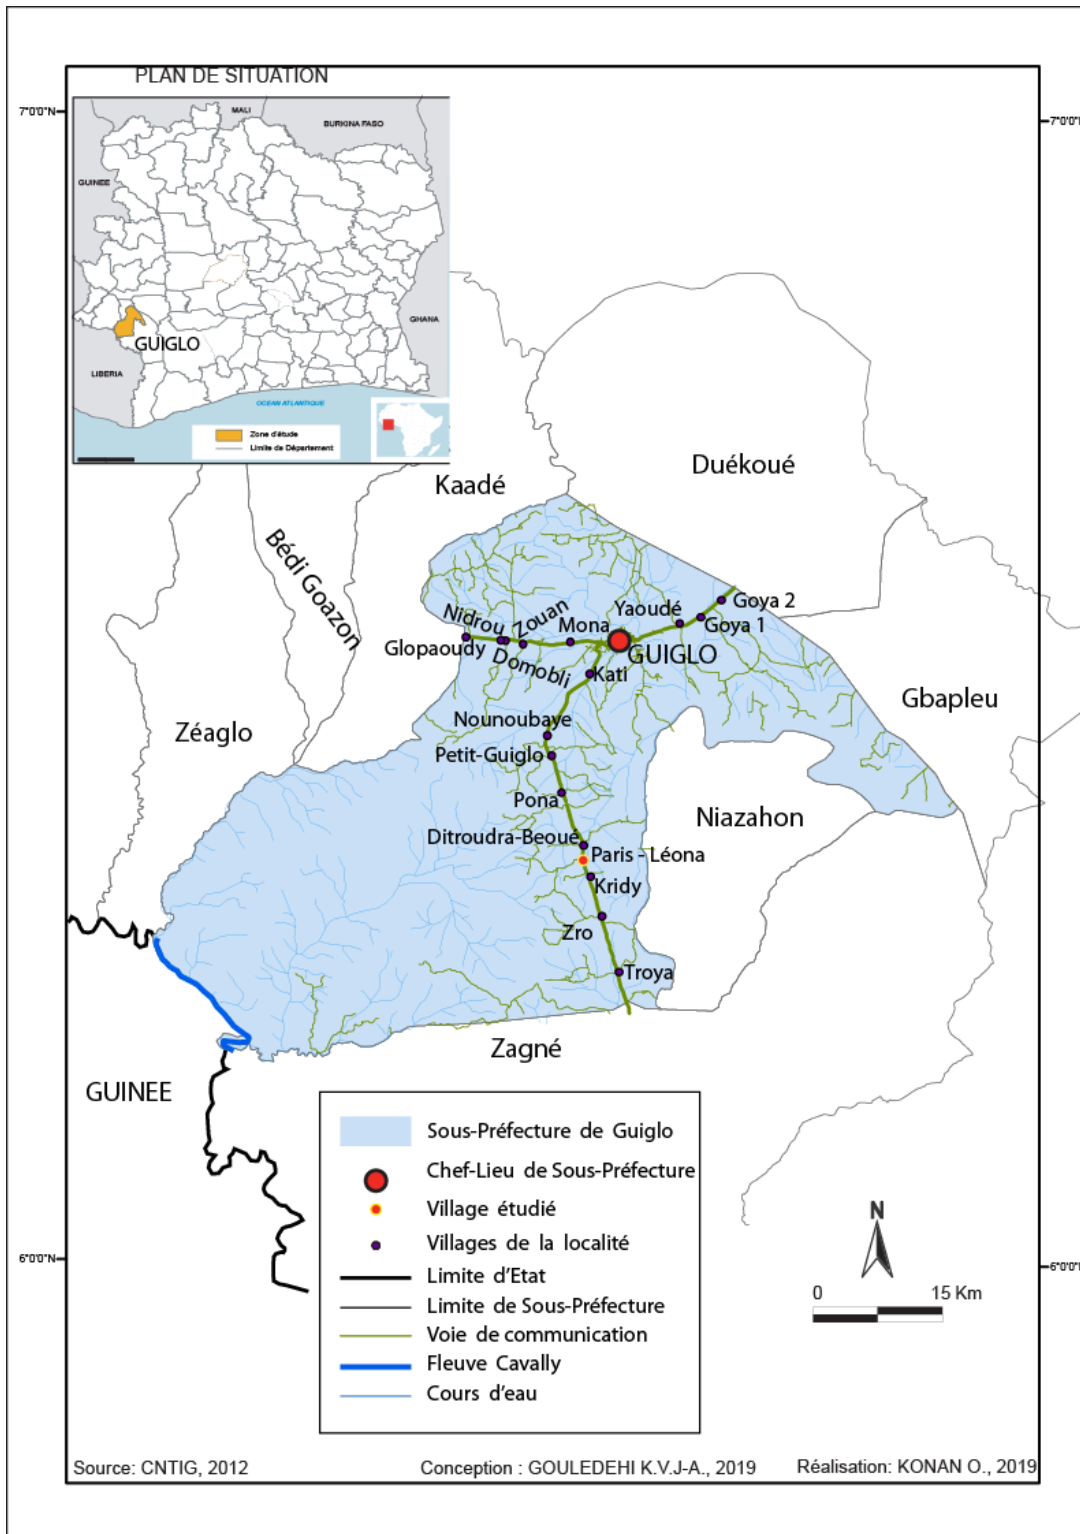 PLAN DE SITUATION
7°0'0"N
7°0'0"N
MALI
BURKINA FASO
GUINEE
GHANA
GUIGLO
LIBERIA
OCEAN ATLANTIQUE
Zone d'étude
Limite de Département
Kaadé
Duékoué
Bédi Goazon
Nidrou
Zouan
Mona
Yaoudé
Goya 2
Goya 1
Glopaoudy
Domobli
GUIGLO
Kati
Gbapleu
Zéaglo
Nounoubaye
Petit-Guiglo
Pona
Niazahon
Ditroudra-Beoué
Paris - Léona
Kridy
Zro
Troya
Zagné
GUINEE
Sous-Préfecture de Guiglo
Chef-Lieu de Sous-Préfecture
Village étudié
Villages de la localité
Limite d'Etat
Limite de Sous-Préfecture
Voie de communication
Fleuve Cavally
Cours d'eau
N
0 15 Km
6°0'0"N
6°0'0"N
Source: CNTIG, 2012 Conception : GOULEDEHI K.V.J-A., 2019 Réalisation: KONAN O., 2019